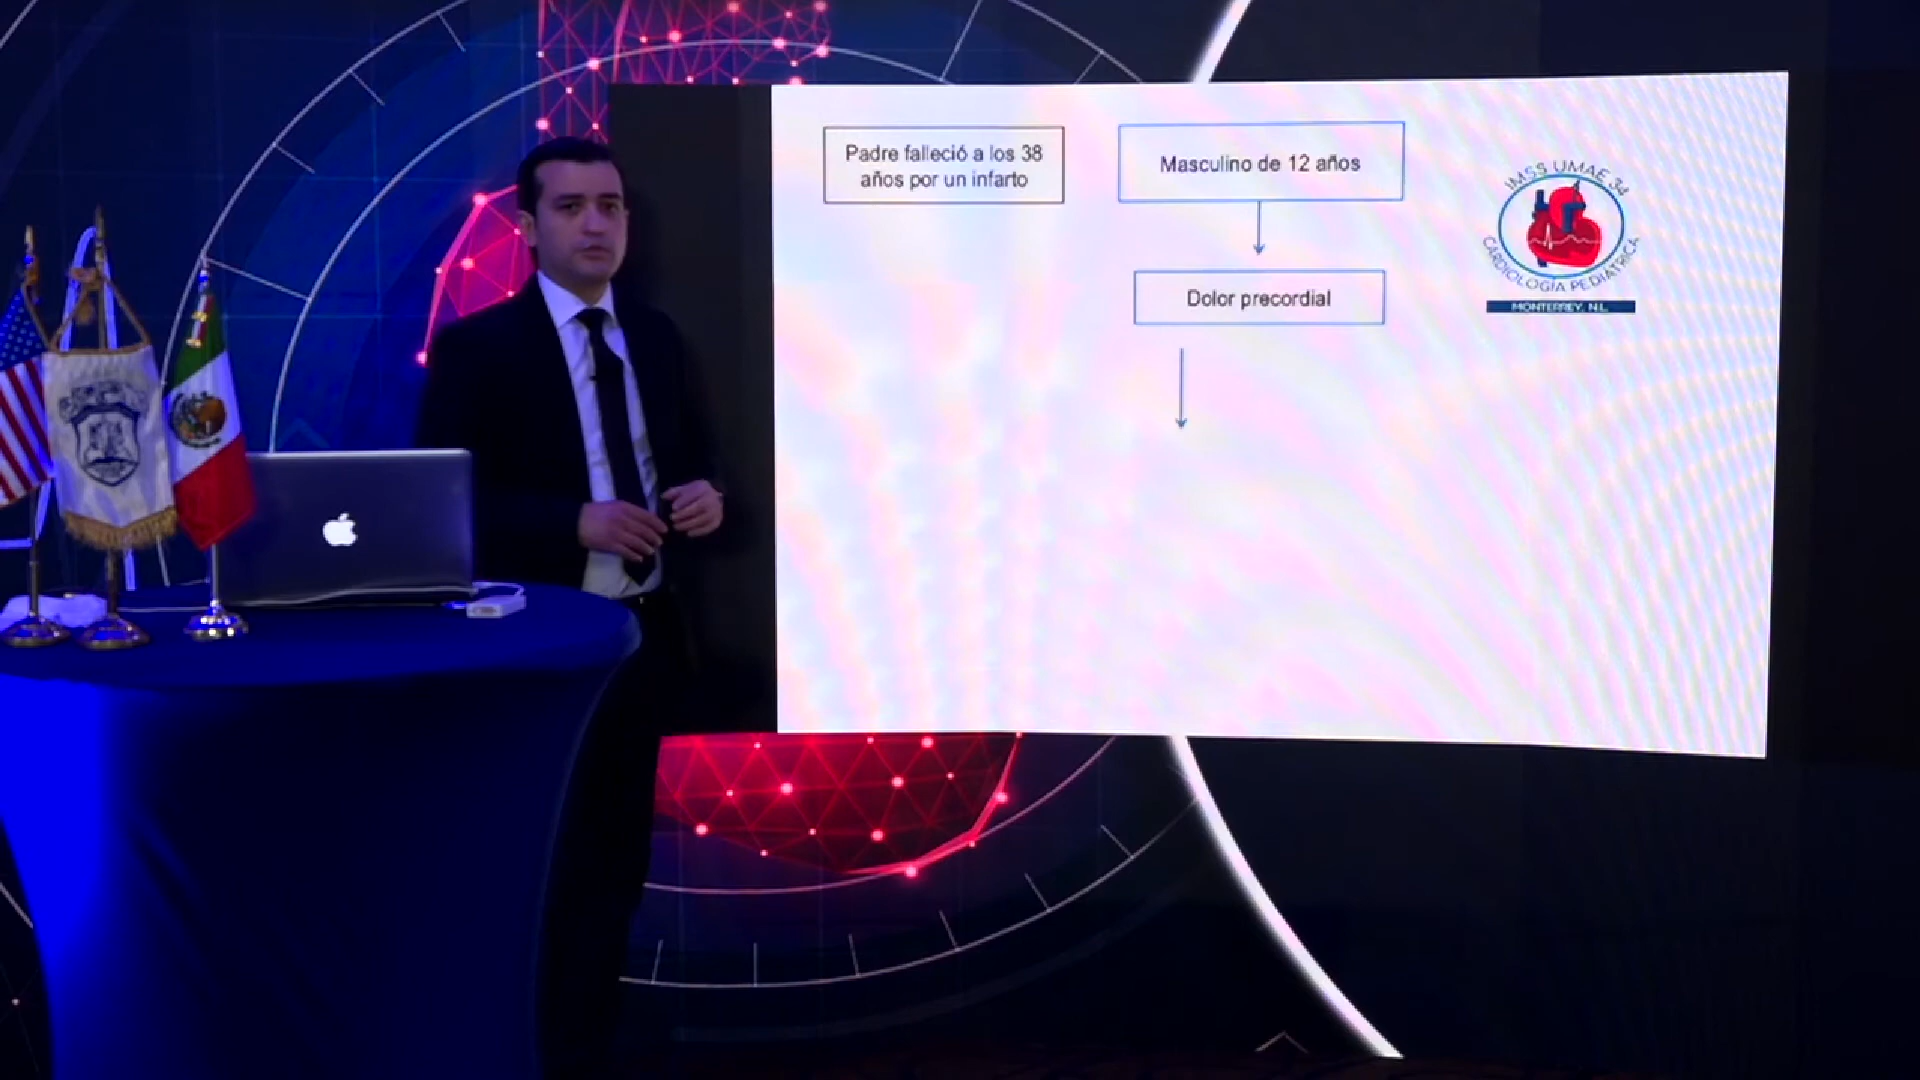 Padre falleció a los 38
años por un infarto
Masculino de 12 años
Dolor precordial
IMSS UMAE 34
CARDIOLOGÍA PEDIATRICA
MONTERREY, N.L.